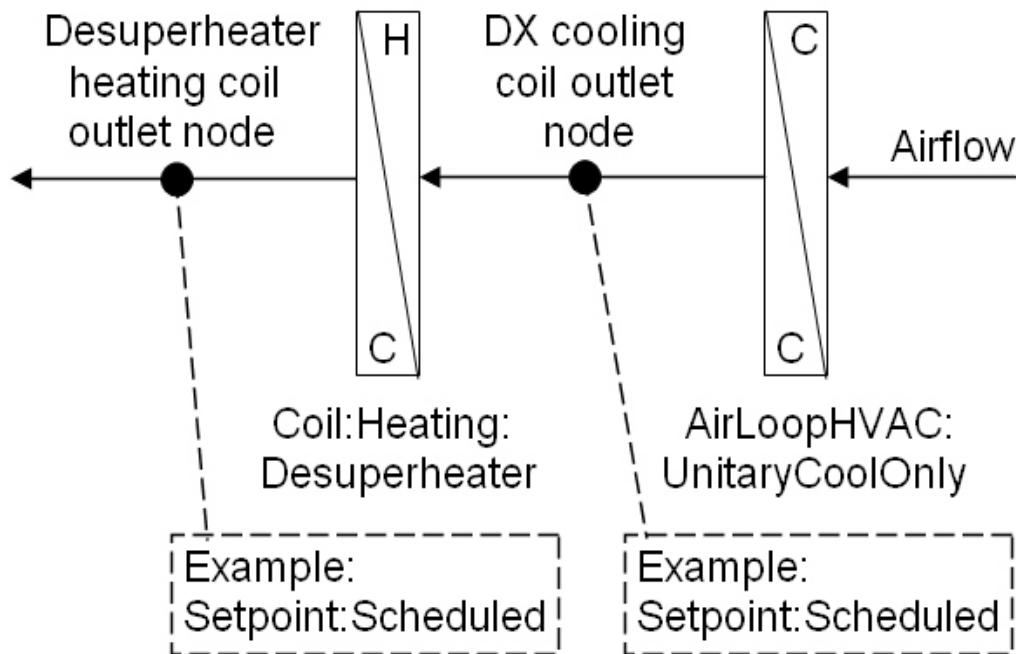 Desuperheater
heating coil
outlet node
H
C
DX cooling
coil outlet
node
C
C
Airflow
Coil:Heating:
Desuperheater
AirLoopHVAC:
UnitaryCoolOnly
Example:
Setpoint:Scheduled
Example:
Setpoint:Scheduled